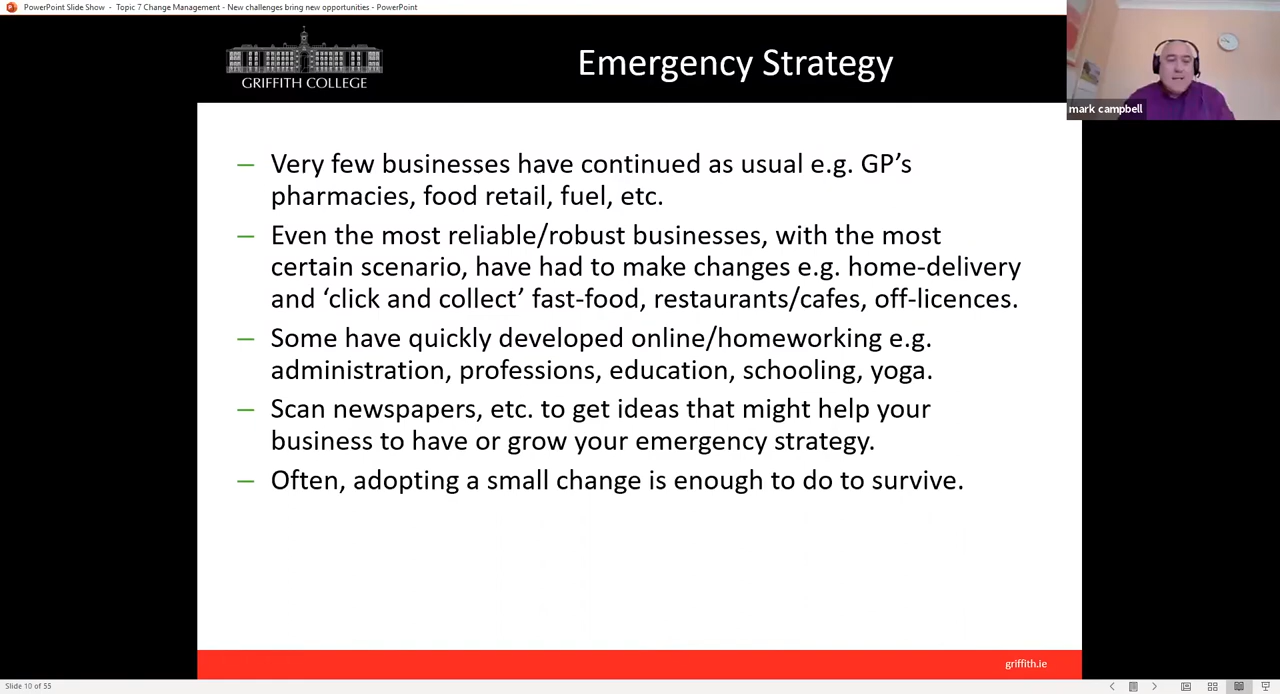 PowerPoint Slide Show - Topic 7 Change Management - New challenges bring new opportunities - PowerPoint
GRIFFITH COLLEGE
Emergency Strategy
mark campbell
– Very few businesses have continued as usual e.g. GP’s
pharmacies, food retail, fuel, etc.
– Even the most reliable/robust businesses, with the most
certain scenario, have had to make changes e.g. home-delivery
and ‘click and collect’ fast-food, restaurants/cafes, off-licences.
– Some have quickly developed online/homeworking e.g.
administration, professions, education, schooling, yoga.
– Scan newspapers, etc. to get ideas that might help your
business to have or grow your emergency strategy.
– Often, adopting a small change is enough to do to survive.
griffith.ie
Slide 10 of 55